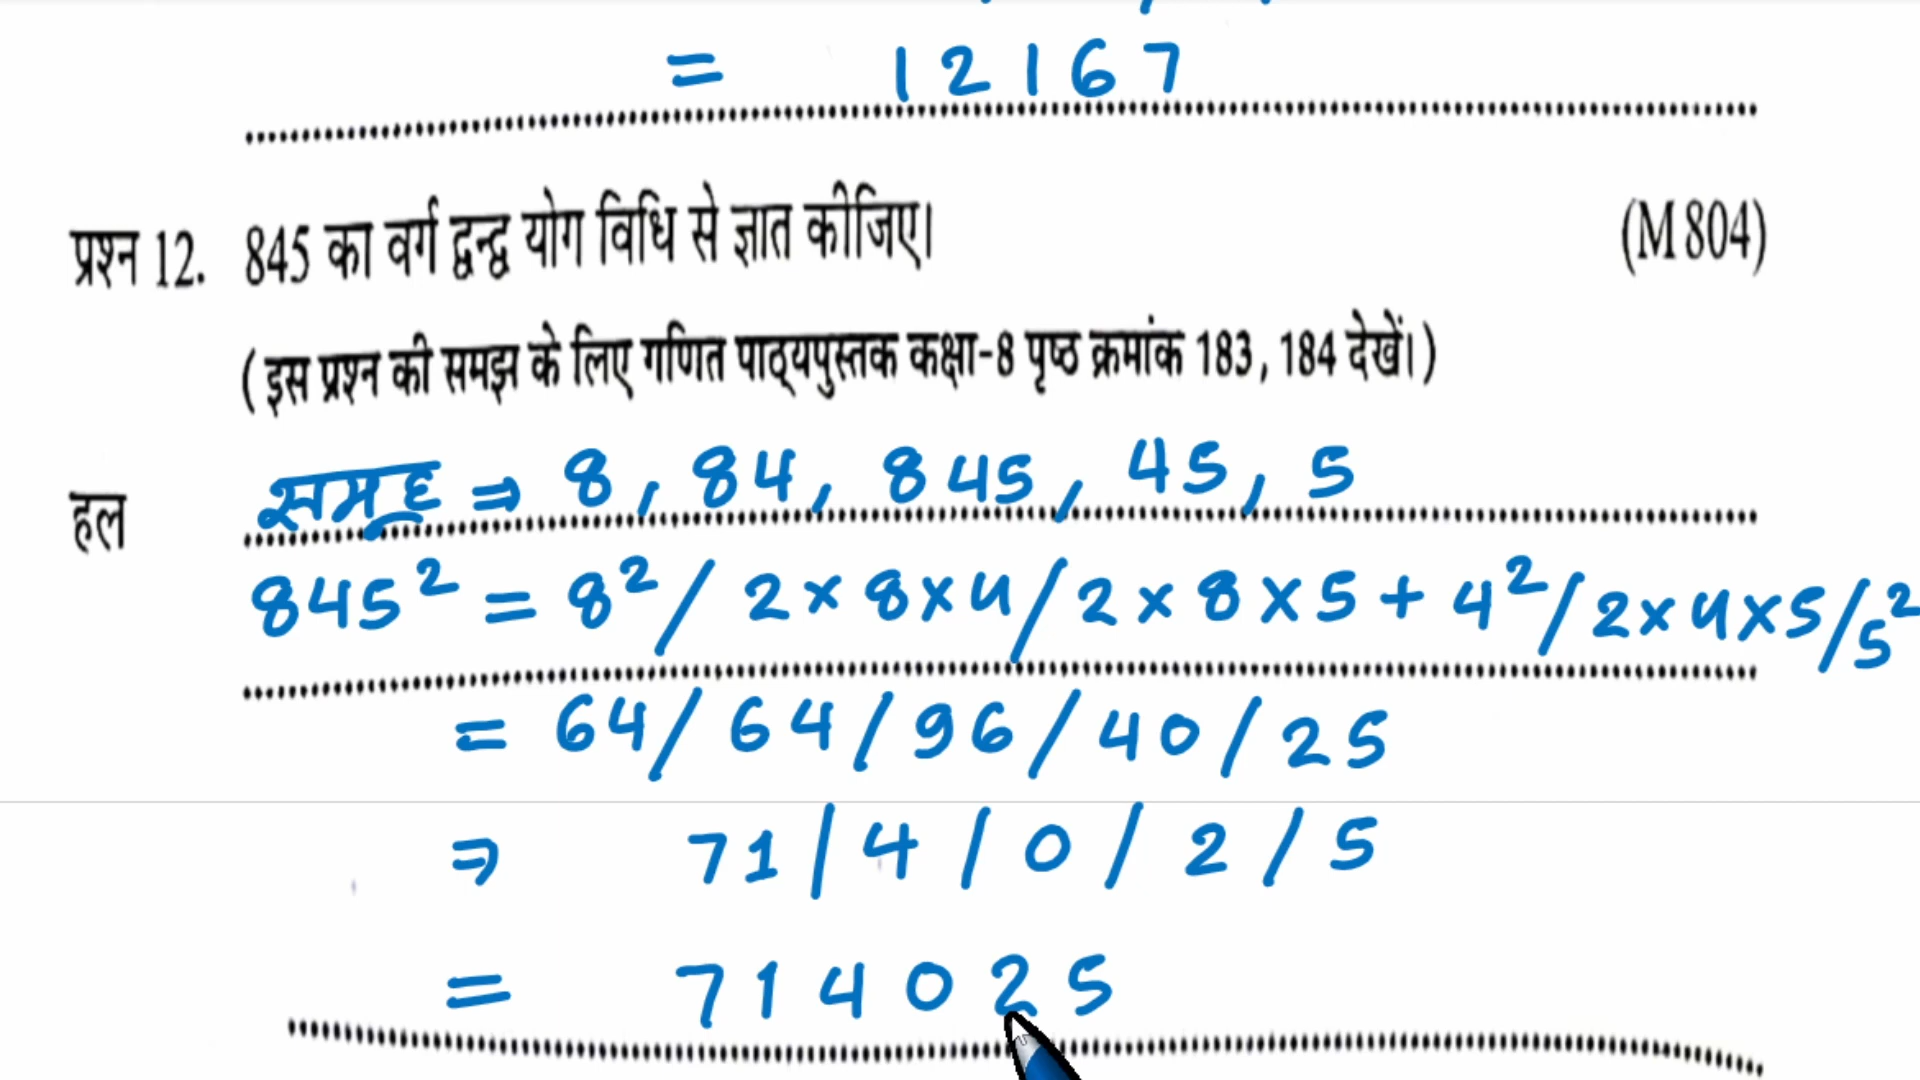 = 12167
प्रश्न 12. 845 का वर्ग द्वन्द्व योग विधि से ज्ञात कीजिए। (M 804)
( इस प्रश्न की समझ के लिए गणित पाठ्यपुस्तक कक्षा-8 पृष्ठ क्रमांक 183, 184 देखें। )
हल समूह ⇒ 8, 84, 845, 45, 5
845² = 8² / 2×8×4 / 2×8×5 + 4² / 2×4×5 / 5²
= 64 / 64 / 96 / 40 / 25
⇒ 71 / 4 / 0 / 2 / 5
= 714025